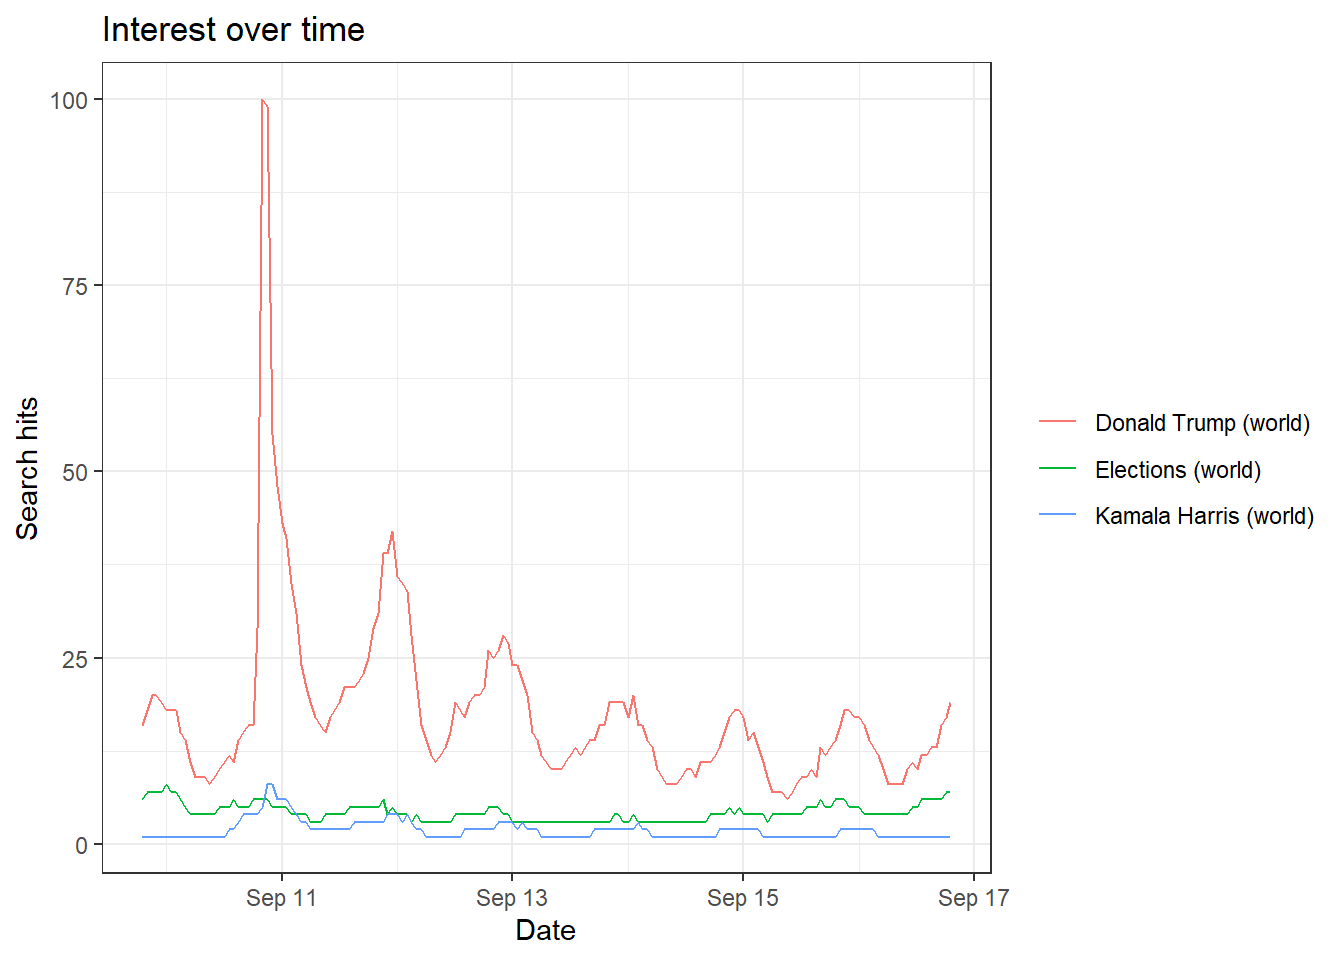 Interest over time
Search hits
100
75
50
25
0
Sep 11
Sep 13
Sep 15
Sep 17
Date
Donald Trump (world)
Elections (world)
Kamala Harris (world)